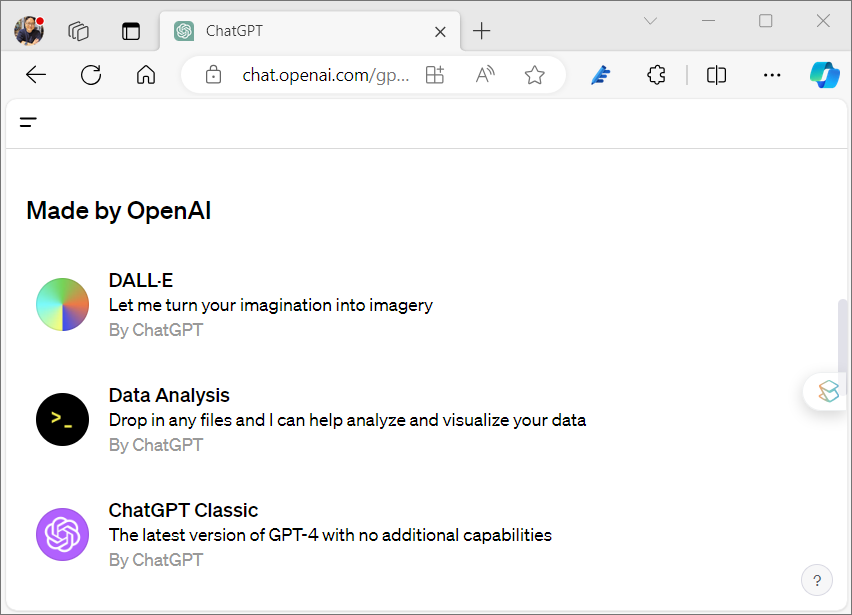 ChatGPT
chat.openai.com/gp...
Made by OpenAI
DALL·E
Let me turn your imagination into imagery
By ChatGPT
>_
Data Analysis
Drop in any files and I can help analyze and visualize your data
By ChatGPT
ChatGPT Classic
The latest version of GPT-4 with no additional capabilities
By ChatGPT
?